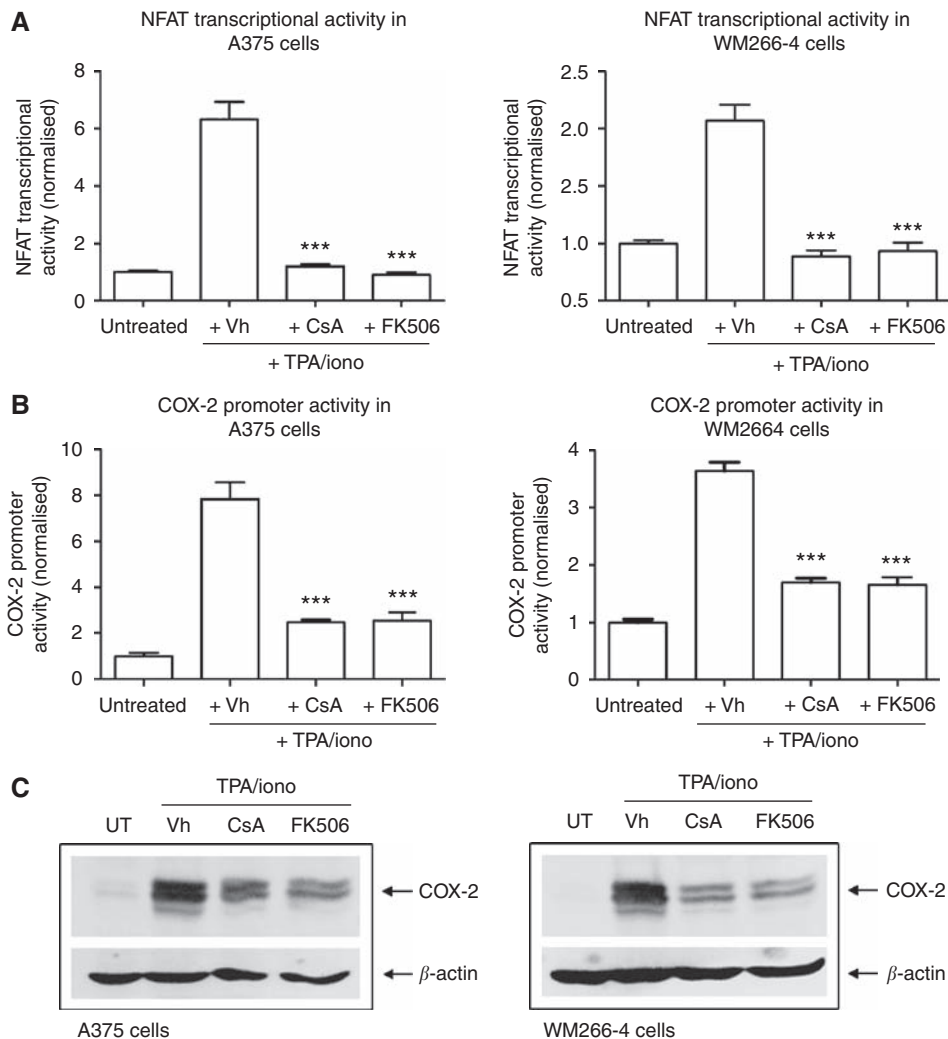 A
NFAT transcriptional activity in
A375 cells
NFAT transcriptional
activity (normalised)
8
6
4
2
0
Untreated + Vh + CsA + FK506
*** ***
+ TPA/iono
NFAT transcriptional activity in
WM266-4 cells
NFAT transcriptional
activity (normalised)
2.5
2.0
2.5
1.0
0.5
*** ***
Untreated + Vh + CsA + FK506
+ TPA/iono
B
COX-2 promoter activity in
A375 cells
COX-2 promoter
activity (normalised)
10
8
6
4
2
0
*** ***
Untreated + Vh + CsA + FK506
+ TPA/iono
COX-2 promoter activity in
WM2664 cells
COX-2 promoter
activity (normalised)
4
3
2
1
0
*** ***
Untreated + Vh + CsA + FK506
+ TPA/iono
C
TPA/iono
UT Vh CsA FK506
COX-2
β-actin
A375 cells
TPA/iono
UT Vh CsA FK506
COX-2
β-actin
WM266-4 cells